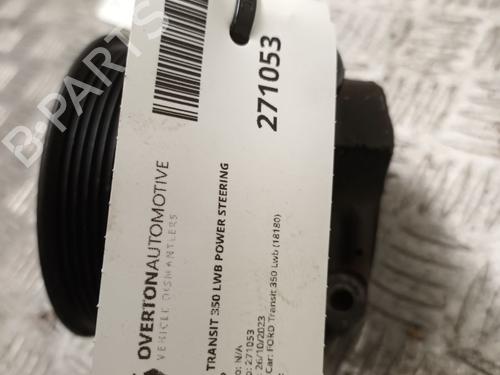 B-PARTS
OVERTONAUTOMOTIVE
VEHICLE DISMANTLERS
TRANSIT 350 LWB POWER STEERING
271053
o: N/A
o: 271053
: 26/10/2023
Car: FORD Transit 350 Lwb (18180)